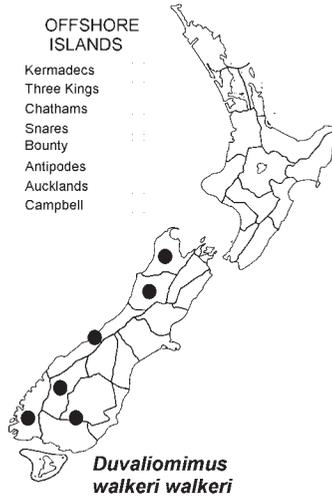 OFFSHORE
ISLANDS
Kermadecs
Three Kings
Chathams
Snares
Bounty
Antipodes
Aucklands
Campbell
Duvaliomimus
walkeri walkeri